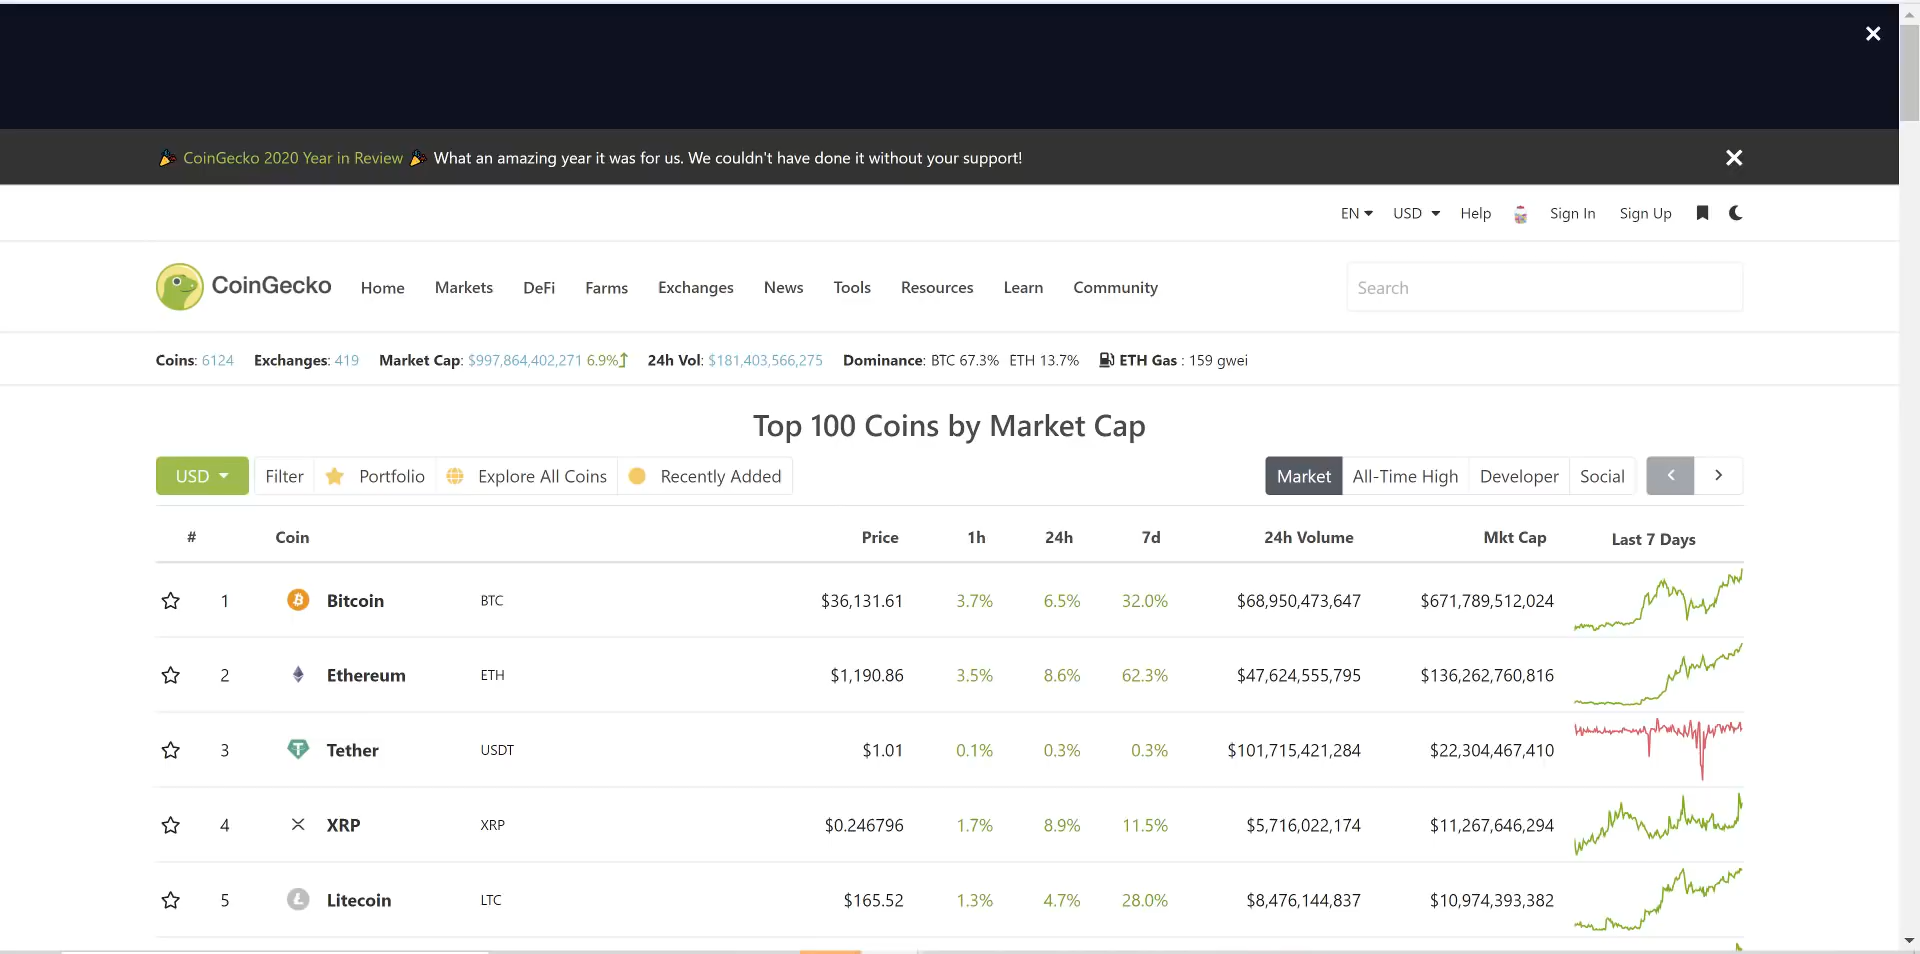 CoinGecko 2020 Year in Review What an amazing year it was for us. We couldn't have done it without your support!
EN USD Help Sign In Sign Up
CoinGecko Home Markets DeFi Farms Exchanges News Tools Resources Learn Community Search
Coins: 6124 Exchanges: 419 Market Cap: $997,864,402,271 6.9% 24h Vol: $181,403,566,275 Dominance: BTC 67.3% ETH 13.7% ETH Gas : 159 gwei
Top 100 Coins by Market Cap
USD Filter Portfolio Explore All Coins Recently Added Market All-Time High Developer Social
# Coin Price 1h 24h 7d 24h Volume Mkt Cap Last 7 Days
1 Bitcoin BTC $36,131.61 3.7% 6.5% 32.0% $68,950,473,647 $671,789,512,024
2 Ethereum ETH $1,190.86 3.5% 8.6% 62.3% $47,624,555,795 $136,262,760,816
3 Tether USDT $1.01 0.1% 0.3% 0.3% $101,715,421,284 $22,304,467,410
4 XRP XRP $0.246796 1.7% 8.9% 11.5% $5,716,022,174 $11,267,646,294
5 Litecoin LTC $165.52 1.3% 4.7% 28.0% $8,476,144,837 $10,974,393,382